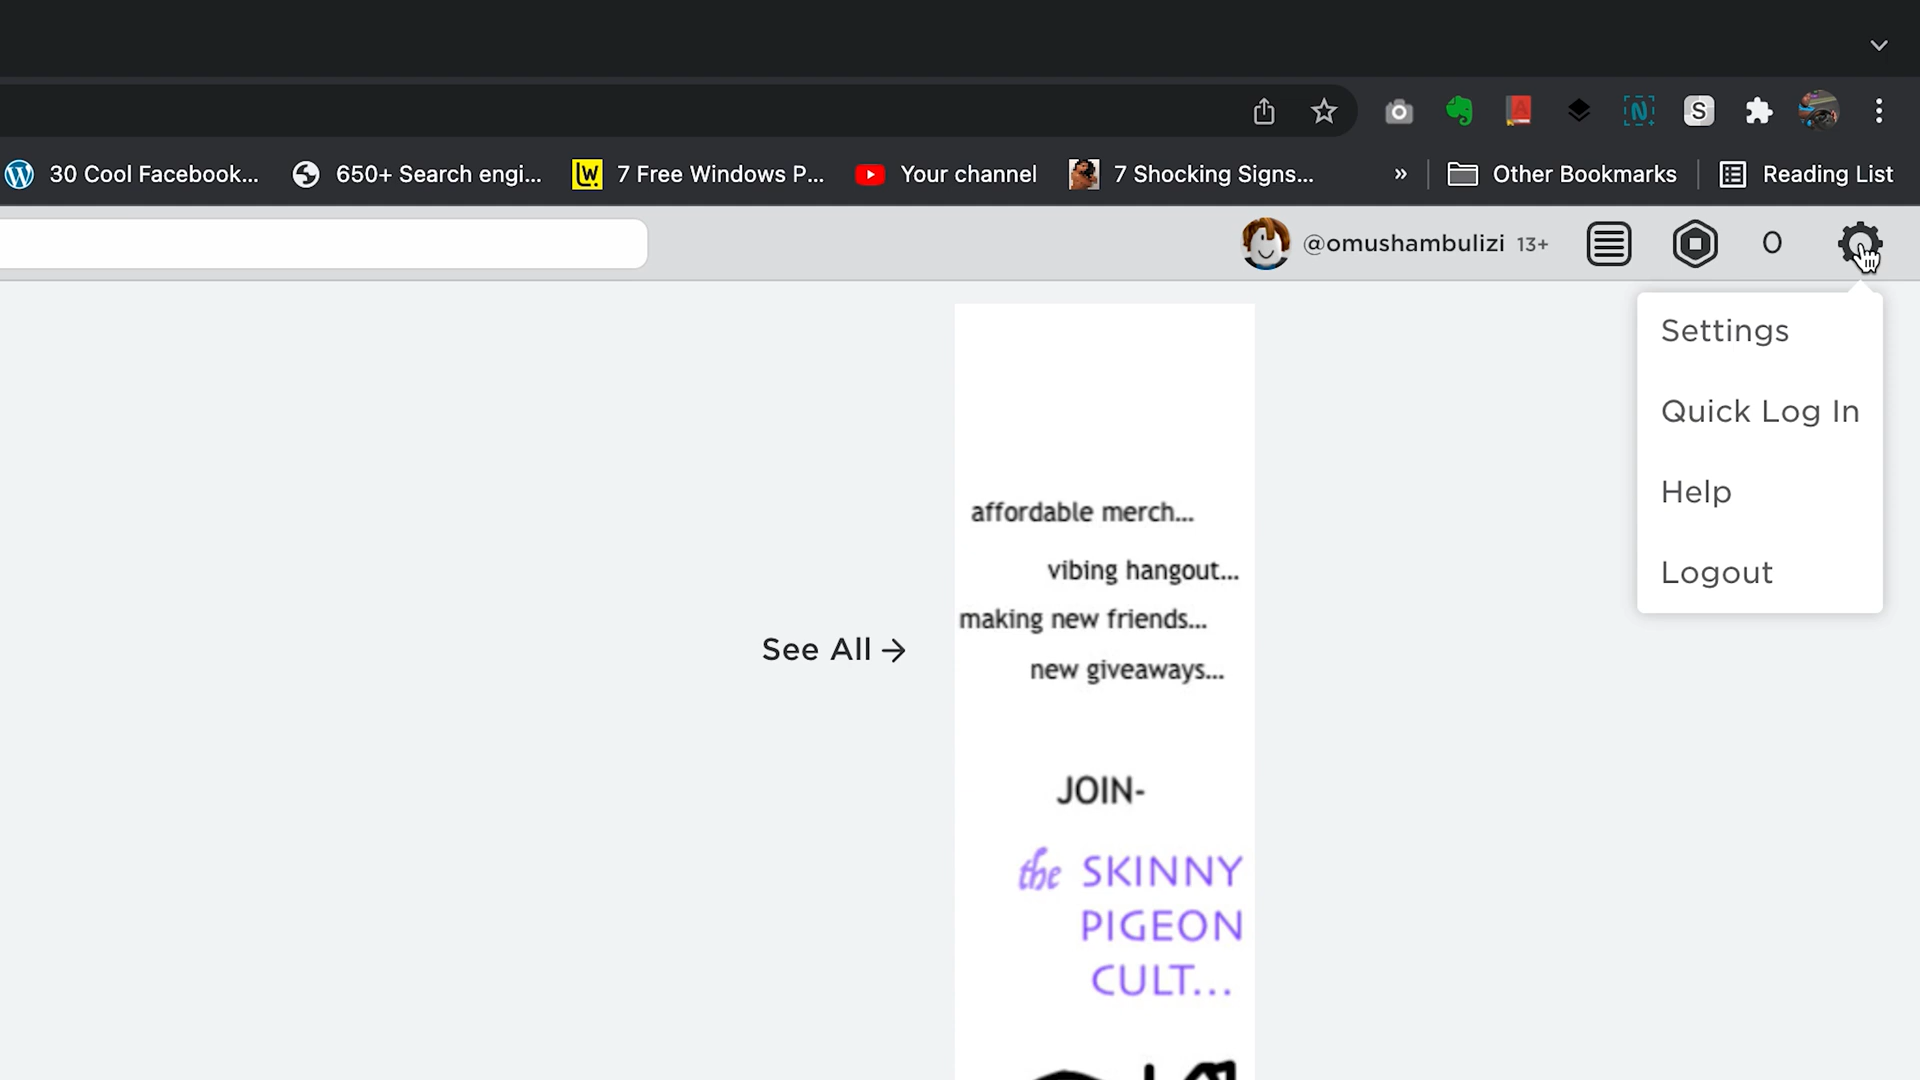 30 Cool Facebook... 650+ Search engi... LW 7 Free Windows P... Your channel 7 Shocking Signs... » Other Bookmarks Reading List
@omushambulizi 13+ 0
Settings
Quick Log In
Help
Logout
See All →
affordable merch...
vibing hangout...
making new friends...
new giveaways...
JOIN-
the SKINNY
PIGEON
CULT...